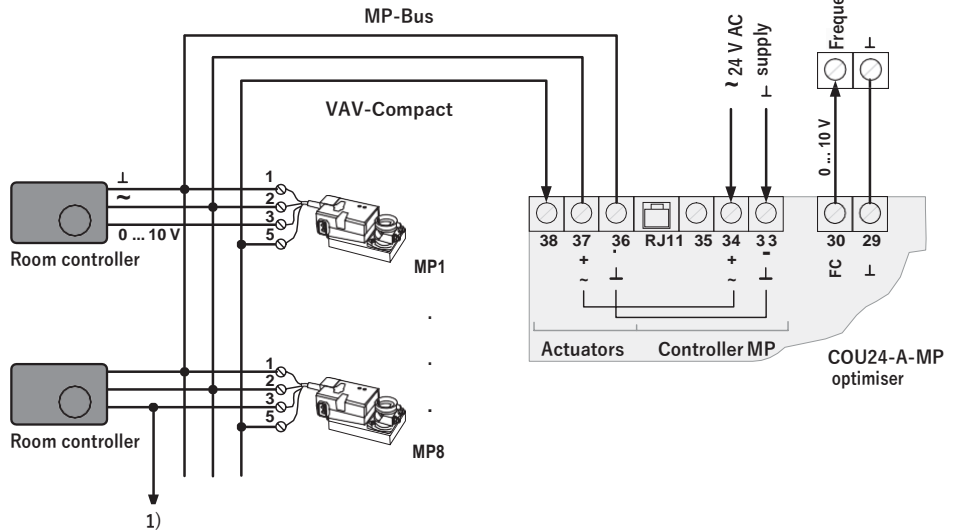 MP-Bus
VAV-Compact
~ 24 V AC
⊥ supply
⊥
0 ... 10 V
⊥
~
0 ... 10 V
Room controller
1
2
3
5
MP1
.
.
.
38 37 36 RJ11 35 34 33 30 29
+ - + -
~ ⊥ ~ ⊥
FC ⊥
Actuators Controller MP
COU24-A-MP
optimiser
Room controller
1
2
3
5
MP8
1)